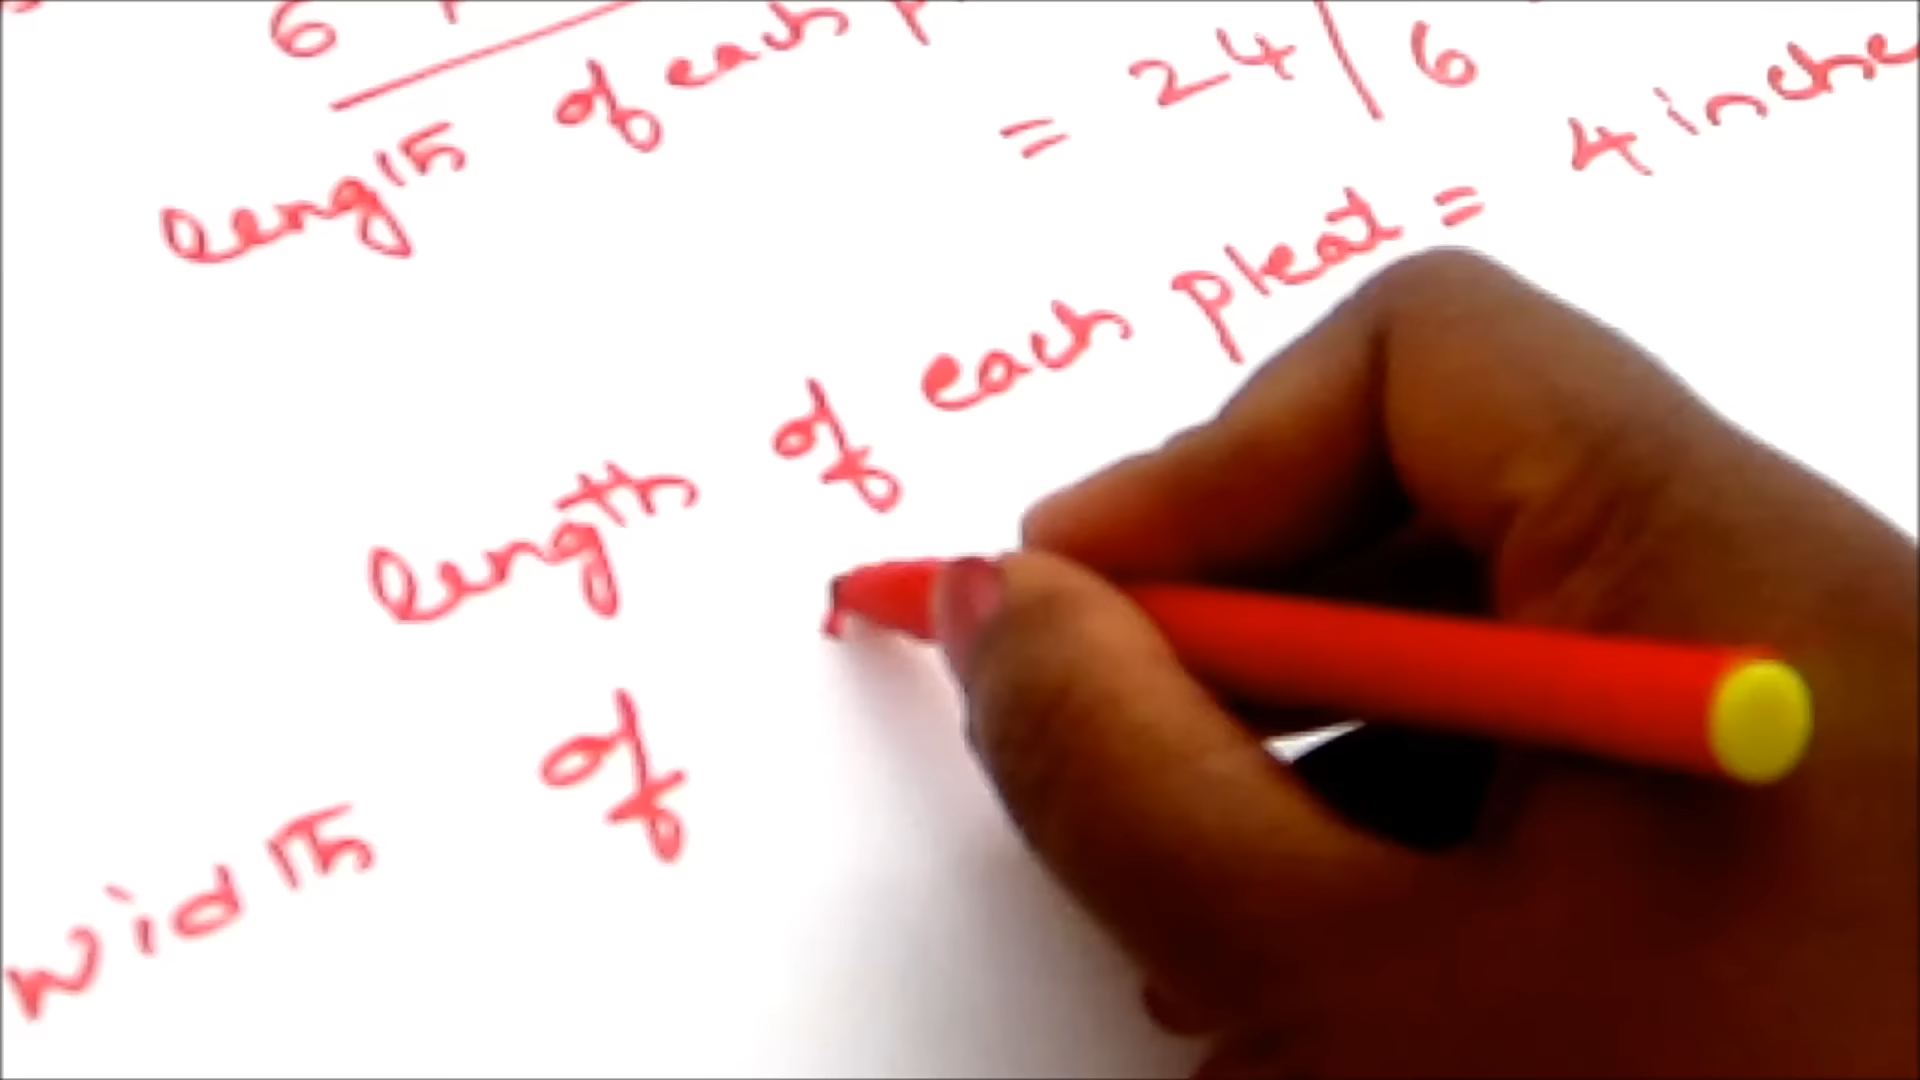 6
length of each
= 24/6
length of each pleat = 4 inche
width of